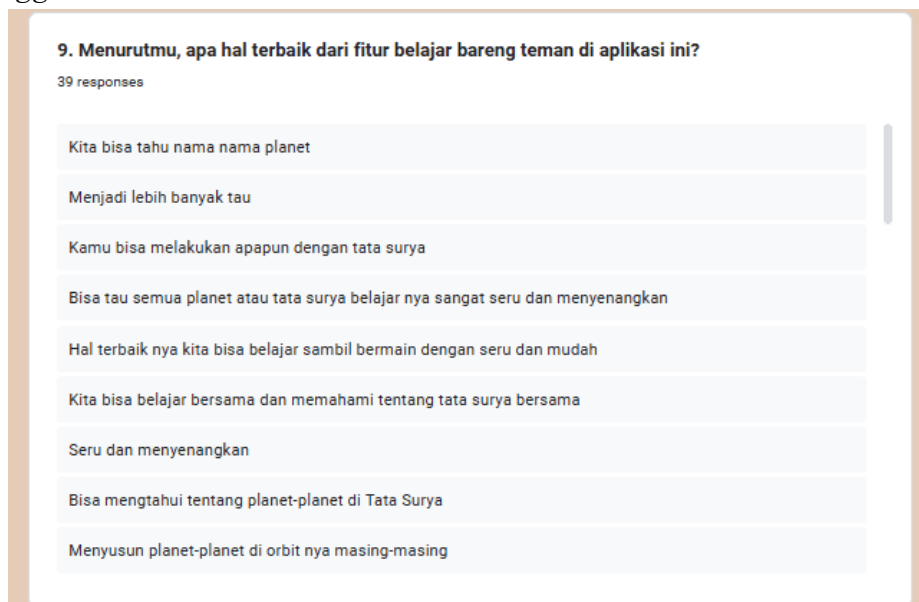 9. Menurutmu, apa hal terbaik dari fitur belajar bareng teman di aplikasi ini?
39 responses
Kita bisa tahu nama nama planet
Menjadi lebih banyak tau
Kamu bisa melakukan apapun dengan tata surya
Bisa tau semua planet atau tata surya belajar nya sangat seru dan menyenangkan
Hal terbaik nya kita bisa belajar sambil bermain dengan seru dan mudah
Kita bisa belajar bersama dan memahami tentang tata surya bersama
Seru dan menyenangkan
Bisa mengtahui tentang planet-planet di Tata Surya
Menyusun planet-planet di orbit nya masing-masing